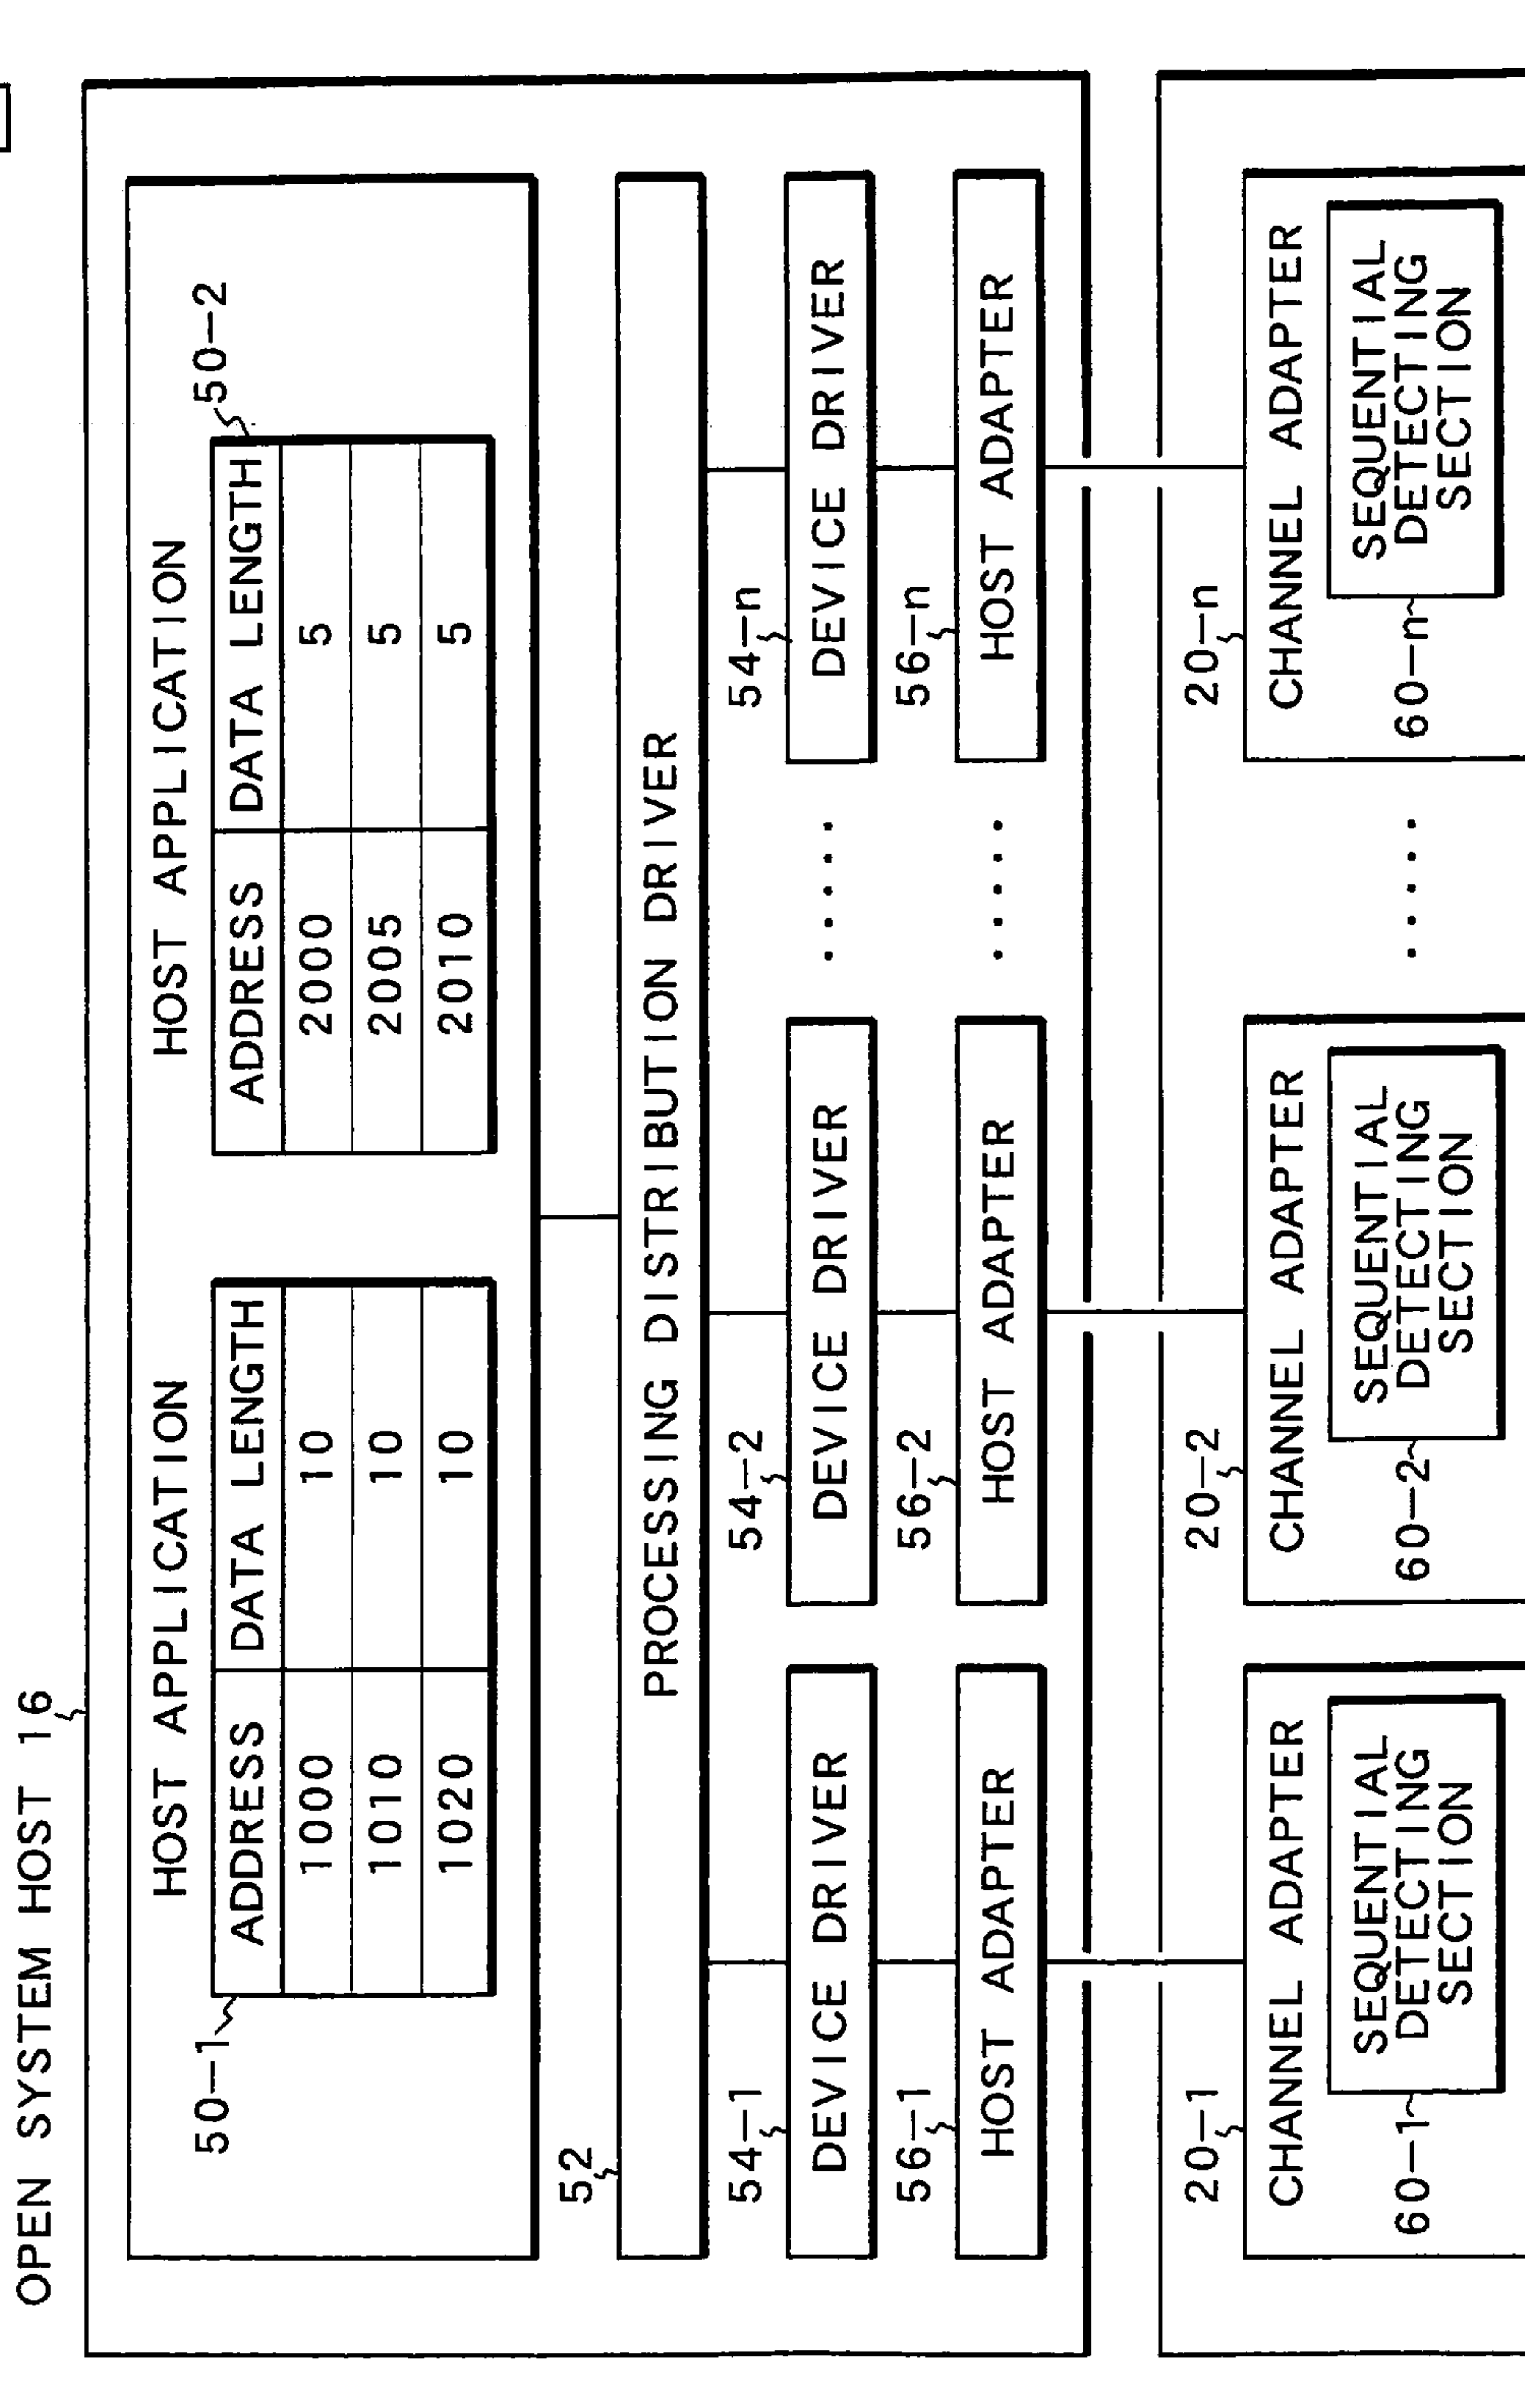 OPEN SYSTEM HOST 16
HOST APPLICATION
HOST APPLICATION
50-1
ADDRESS DATA LENGTH
1000 10
1010 10
1020 10
50-2
ADDRESS DATA LENGTH
2000 5
2005 5
2010 5
52
PROCESSING DISTRIBUTION DRIVER
54-1
54-2
54-n
DEVICE DRIVER
DEVICE DRIVER
.....
DEVICE DRIVER
56-1
56-2
56-n
HOST ADAPTER
HOST ADAPTER
.....
HOST ADAPTER
20-1
20-2
20-n
CHANNEL ADAPTER
CHANNEL ADAPTER
CHANNEL ADAPTER
60-1
SEQUENTIAL
DETECTING
SECTION
60-2
SEQUENTIAL
DETECTING
SECTION
.....
60-n
SEQUENTIAL
DETECTING
SECTION